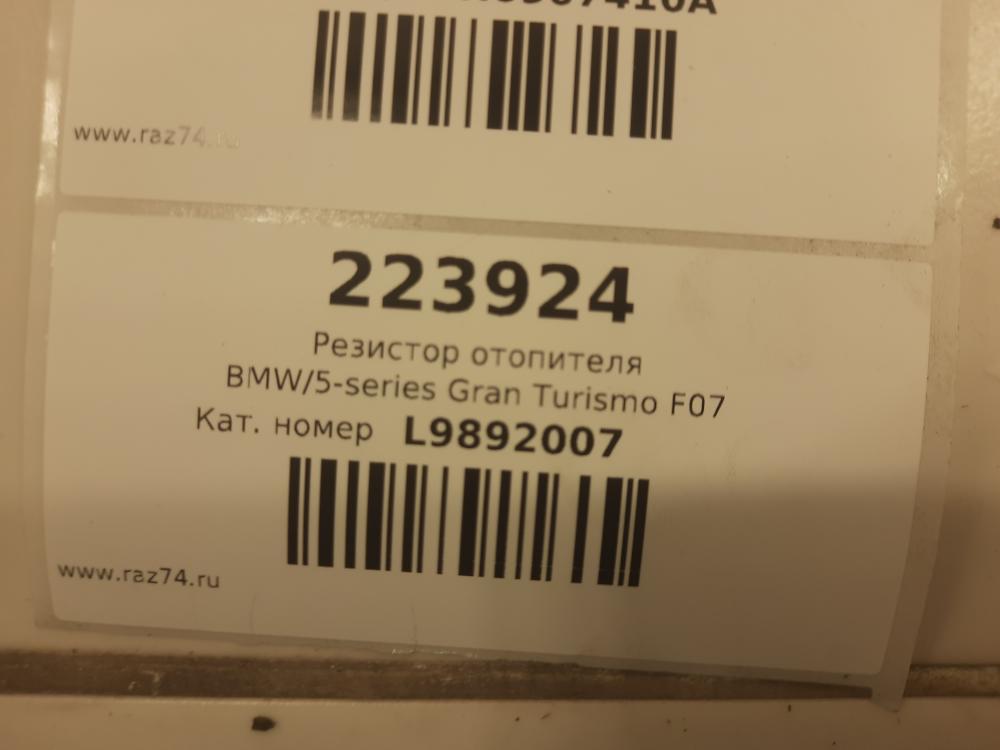 www.raz74.ru
223924
Резистор отопителя
BMW/5-series Gran Turismo F07
Кат. номер L9892007
www.raz74.ru